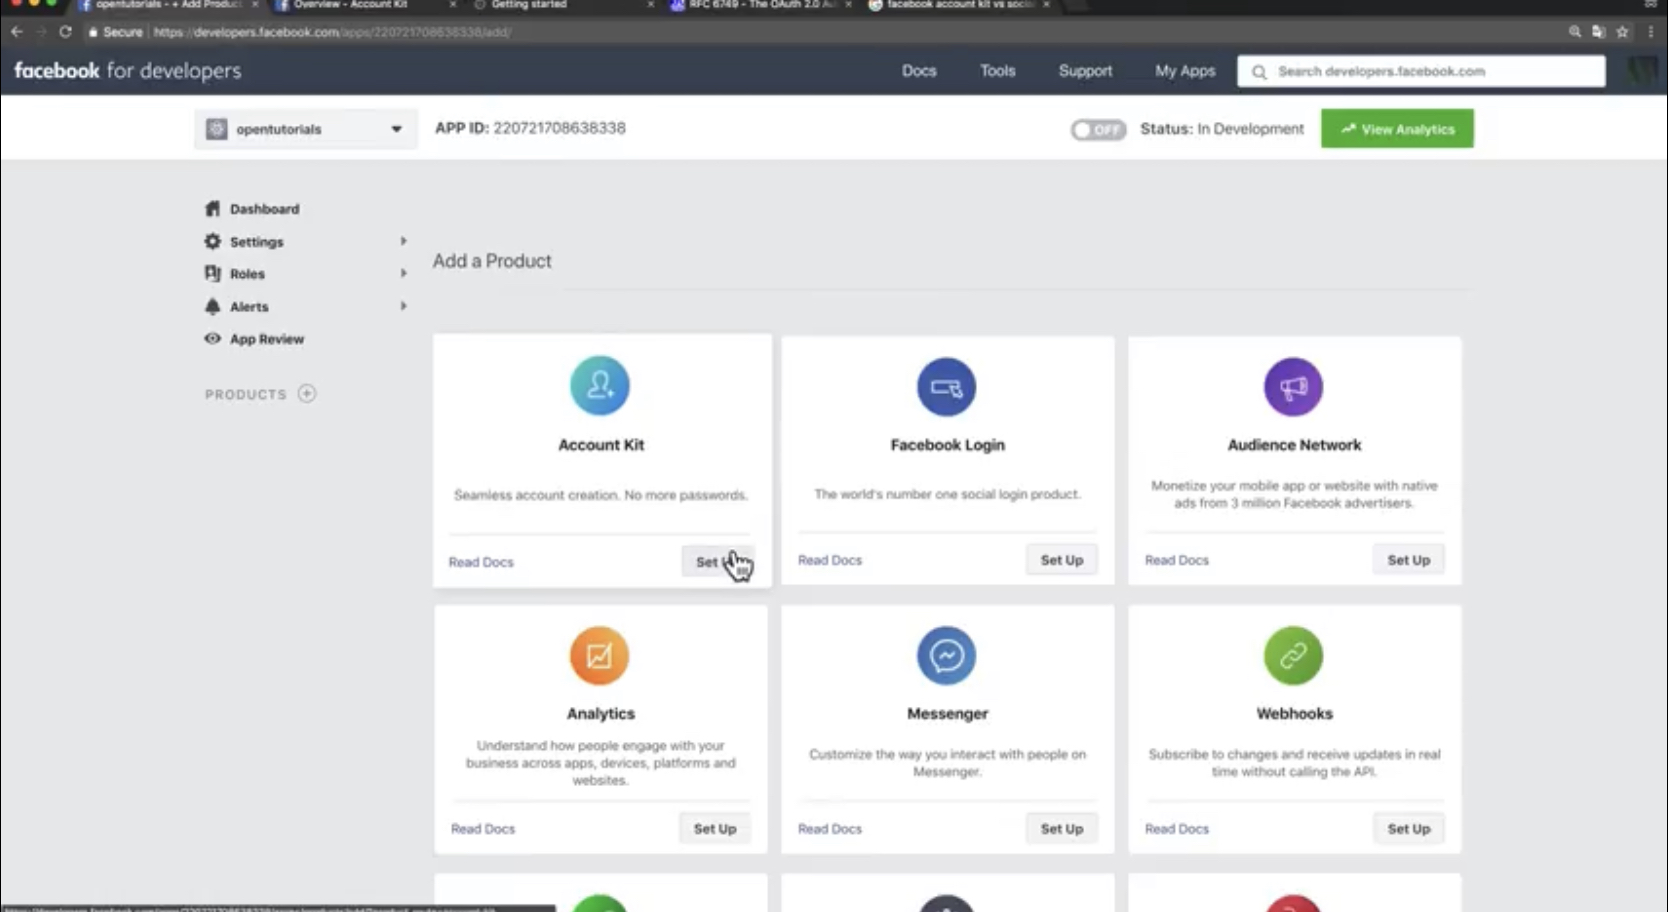 opentutorials - + Add Product
Overview - Account Kit
Getting started
RFC 6749 - The OAuth 2.0
facebook account kit vs
Secure
https://developers.facebook.com/apps/220721708638338/add/
facebook for developers
Docs
Tools
Support
My Apps
Search developers.facebook.com
opentutorials
APP ID: 220721708638338
OFF
Status: In Development
View Analytics
Dashboard
Settings
Roles
Alerts
App Review
PRODUCTS
Add a Product
Account Kit
Seamless account creation. No more passwords.
Read Docs
Set
Facebook Login
The world's number one social login product.
Read Docs
Set Up
Audience Network
Monetize your mobile app or website with native
ads from 3 million Facebook advertisers.
Read Docs
Set Up
Analytics
Understand how people engage with your
business across apps, devices, platforms and
websites.
Read Docs
Set Up
Messenger
Customize the way you interact with people on
Messenger.
Read Docs
Set Up
Webhooks
Subscribe to changes and receive updates in real
time without calling the API.
Read Docs
Set Up